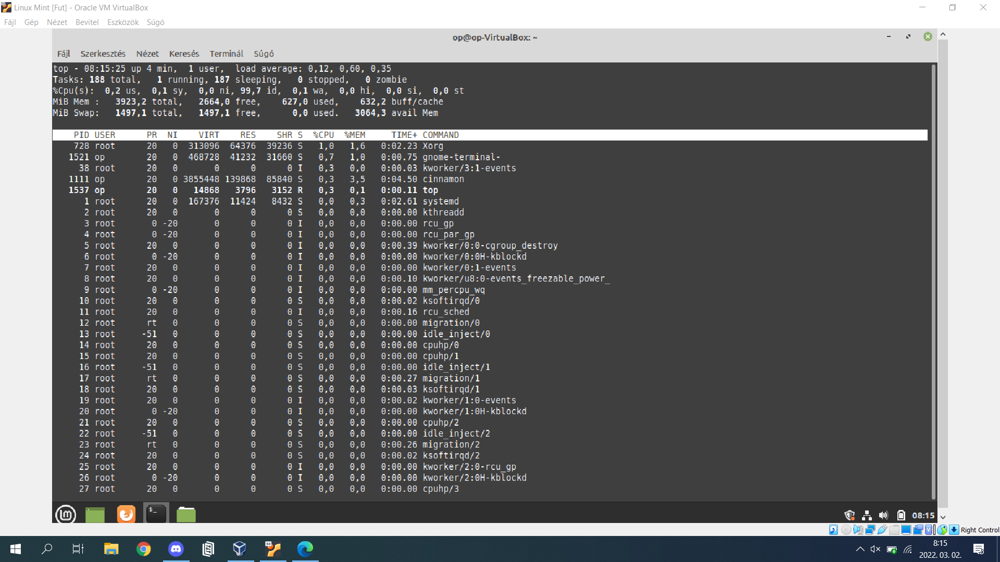 Linux Mint [Fut] - Oracle VM VirtualBox
Fájl Gép Nézet Bevitel Eszközök Súgó
op@op-VirtualBox: ~
Fájl Szerkesztés Nézet Keresés Terminál Súgó
top - 08:15:25 up 4 min,  1 user,  load average: 0,12, 0,60, 0,35
Tasks: 188 total,   1 running, 187 sleeping,   0 stopped,   0 zombie
%Cpu(s):  0,2 us,  0,1 sy,  0,0 ni, 99,7 id,  0,1 wa,  0,0 hi,  0,0 si,  0,0 st
MiB Mem :   3923,2 total,   2664,0 free,    627,0 used,    632,2 buff/cache
MiB Swap:   1497,1 total,   1497,1 free,      0,0 used.   3064,3 avail Mem
PID USER PR NI VIRT RES SHR S %CPU %MEM TIME+ COMMAND
728 root 20 0 313096 64376 39236 S 1,0 1,6 0:02.23 Xorg
1521 op 20 0 468728 41232 31660 S 0,7 1,0 0:00.75 gnome-terminal-
38 root 20 0 0 0 0 I 0,3 0,0 0:00.03 kworker/3:1-events
1111 op 20 0 3855448 139868 85840 S 0,3 3,5 0:04.50 cinnamon
1537 op 20 0 14868 3796 3152 R 0,3 0,1 0:00.11 top
1 root 20 0 167376 11424 8432 S 0,0 0,3 0:02.61 systemd
2 root 20 0 0 0 0 S 0,0 0,0 0:00.00 kthreadd
3 root 0 -20 0 0 0 I 0,0 0,0 0:00.00 rcu_gp
4 root 0 -20 0 0 0 I 0,0 0,0 0:00.00 rcu_par_gp
5 root 20 0 0 0 0 I 0,0 0,0 0:00.39 kworker/0:0-cgroup_destroy
6 root 0 -20 0 0 0 I 0,0 0,0 0:00.00 kworker/0:0H-kblockd
7 root 20 0 0 0 0 I 0,0 0,0 0:00.00 kworker/0:1-events
8 root 20 0 0 0 0 I 0,0 0,0 0:00.10 kworker/u8:0-events_freezable_power_
9 root 0 -20 0 0 0 I 0,0 0,0 0:00.00 mm_percpu_wq
10 root 20 0 0 0 0 S 0,0 0,0 0:00.02 ksoftirqd/0
11 root 20 0 0 0 0 I 0,0 0,0 0:00.16 rcu_sched
12 root rt 0 0 0 0 S 0,0 0,0 0:00.00 migration/0
13 root -51 0 0 0 0 S 0,0 0,0 0:00.00 idle_inject/0
14 root 20 0 0 0 0 S 0,0 0,0 0:00.00 cpuhp/0
15 root 20 0 0 0 0 S 0,0 0,0 0:00.00 cpuhp/1
16 root -51 0 0 0 0 S 0,0 0,0 0:00.00 idle_inject/1
17 root rt 0 0 0 0 S 0,0 0,0 0:00.27 migration/1
18 root 20 0 0 0 0 S 0,0 0,0 0:00.03 ksoftirqd/1
19 root 20 0 0 0 0 I 0,0 0,0 0:00.02 kworker/1:0-events
20 root 0 -20 0 0 0 I 0,0 0,0 0:00.00 kworker/1:0H-kblockd
21 root 20 0 0 0 0 S 0,0 0,0 0:00.00 cpuhp/2
22 root -51 0 0 0 0 S 0,0 0,0 0:00.00 idle_inject/2
23 root rt 0 0 0 0 S 0,0 0,0 0:00.26 migration/2
24 root 20 0 0 0 0 S 0,0 0,0 0:00.02 ksoftirqd/2
25 root 20 0 0 0 0 I 0,0 0,0 0:00.00 kworker/2:0-rcu_gp
26 root 0 -20 0 0 0 I 0,0 0,0 0:00.00 kworker/2:0H-kblockd
27 root 20 0 0 0 0 S 0,0 0,0 0:00.00 cpuhp/3
08:15
Right Control
8:15
2022. 03. 02.